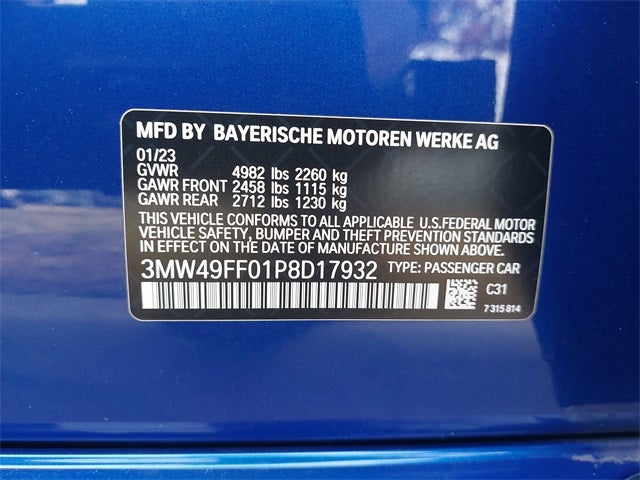 MFD BY BAYERISCHE MOTOREN WERKE AG
01/23
GVWR 4982 lbs 2260 kg
GAWR FRONT 2458 lbs 1115 kg
GAWR REAR 2712 lbs 1230 kg
THIS VEHICLE CONFORMS TO ALL APPLICABLE U.S.FEDERAL MOTOR
VEHICLE SAFETY, BUMPER AND THEFT PREVENTION STANDARDS
IN EFFECT ON THE DATE OF MANUFACTURE SHOWN ABOVE.
3MW49FF01P8D17932 TYPE: PASSENGER CAR
C31
7 315 814